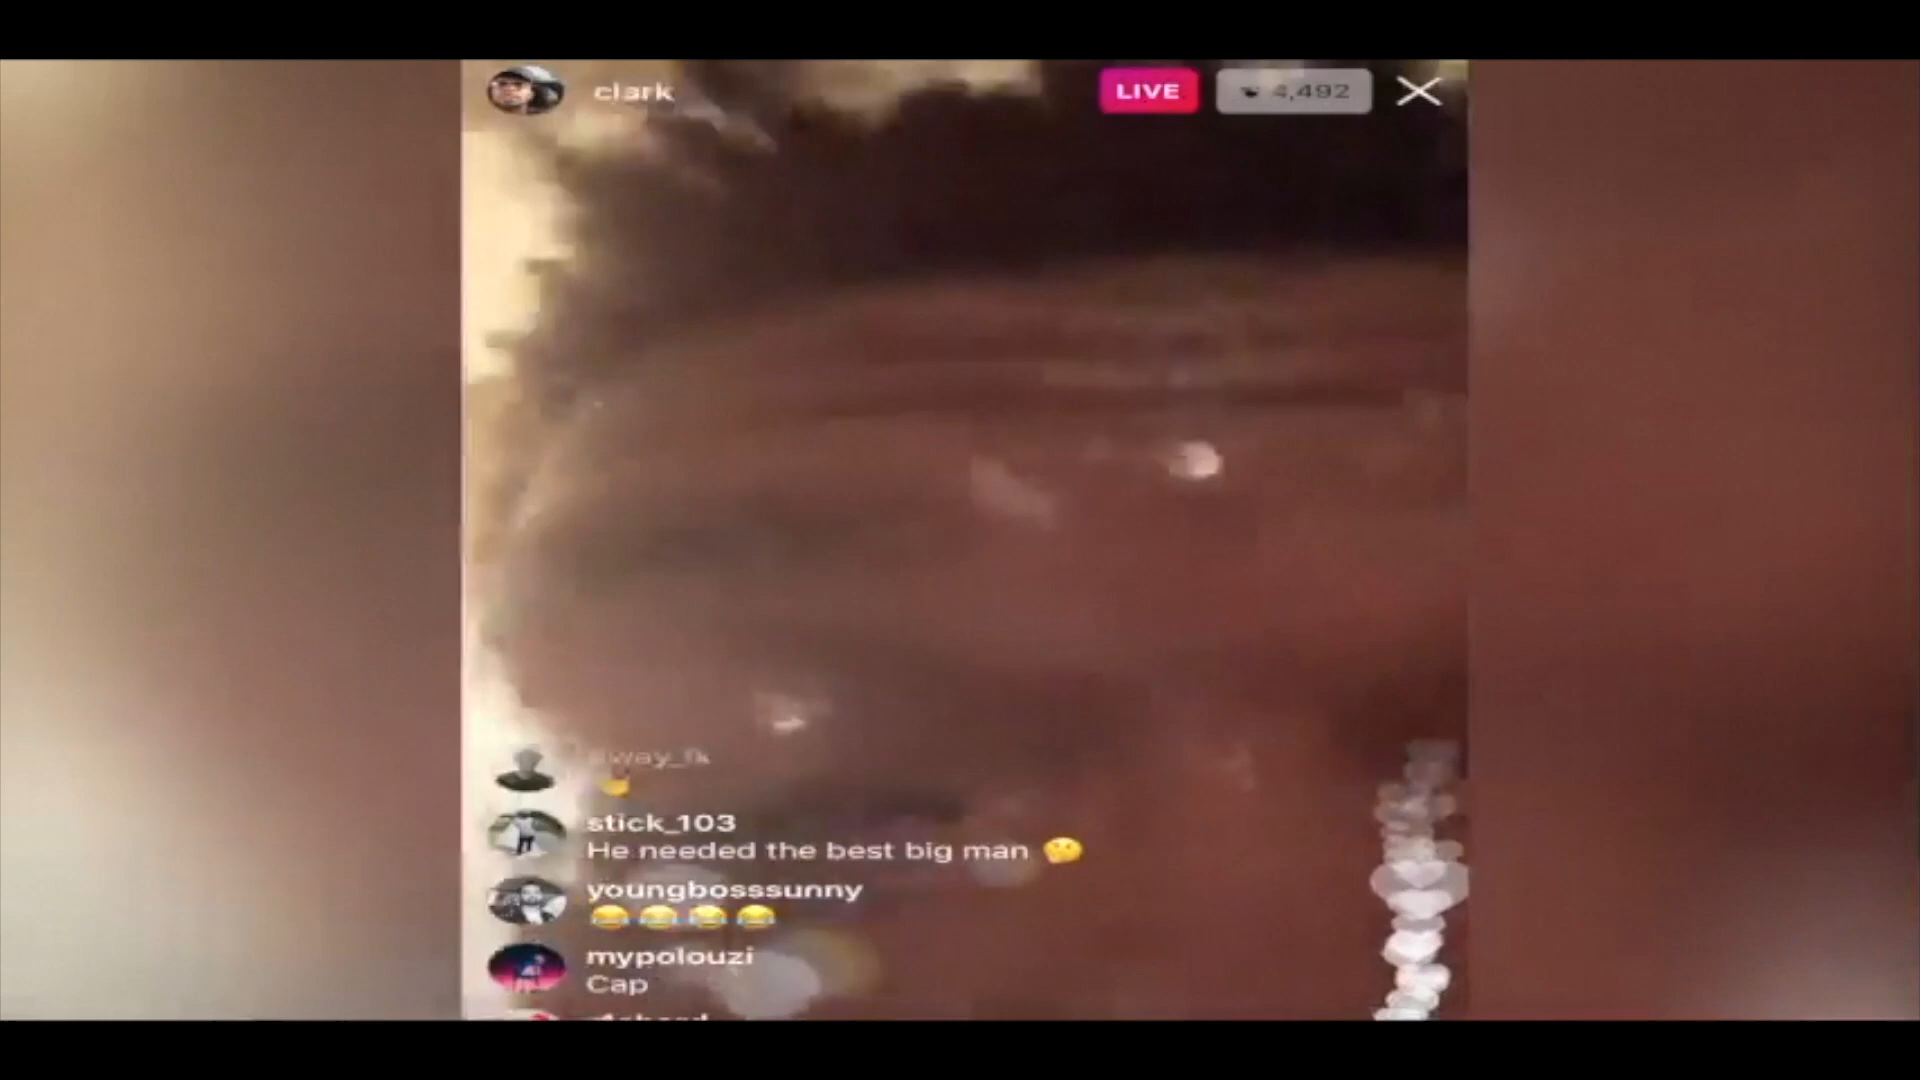 clark
LIVE
4,492
stick_103
He needed the best big man 🤔
youngbosssunny
😂 😂 😂 😂
mypolouzi
Cap